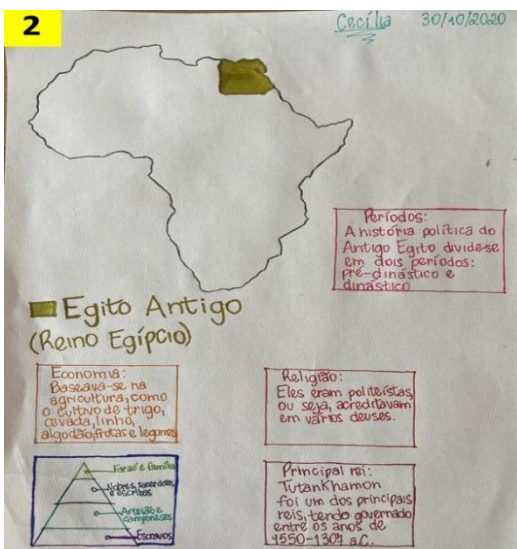 2
Cecília 30/10/2020
Períodos:
A história política do
Antigo Egito divide-se
em dois períodos:
pré-dinástico e
dinástico
Egito Antigo
(Reino Egípcio)
Economia:
Baseava-se na
agricultura, como
o cultivo de trigo,
cevada, linho,
algodão, frutas e legumes
Religião:
Eles eram politeístas,
ou seja, acreditavam
em vários deuses.
Faraó e família
Nobres, sacerdotes
e escribas
Artesão e
camponeses
Escravos
Principal rei:
Tutankhamon
foi um dos principais
reis, tendo governado
entre os anos de
1550-1307 a.C.